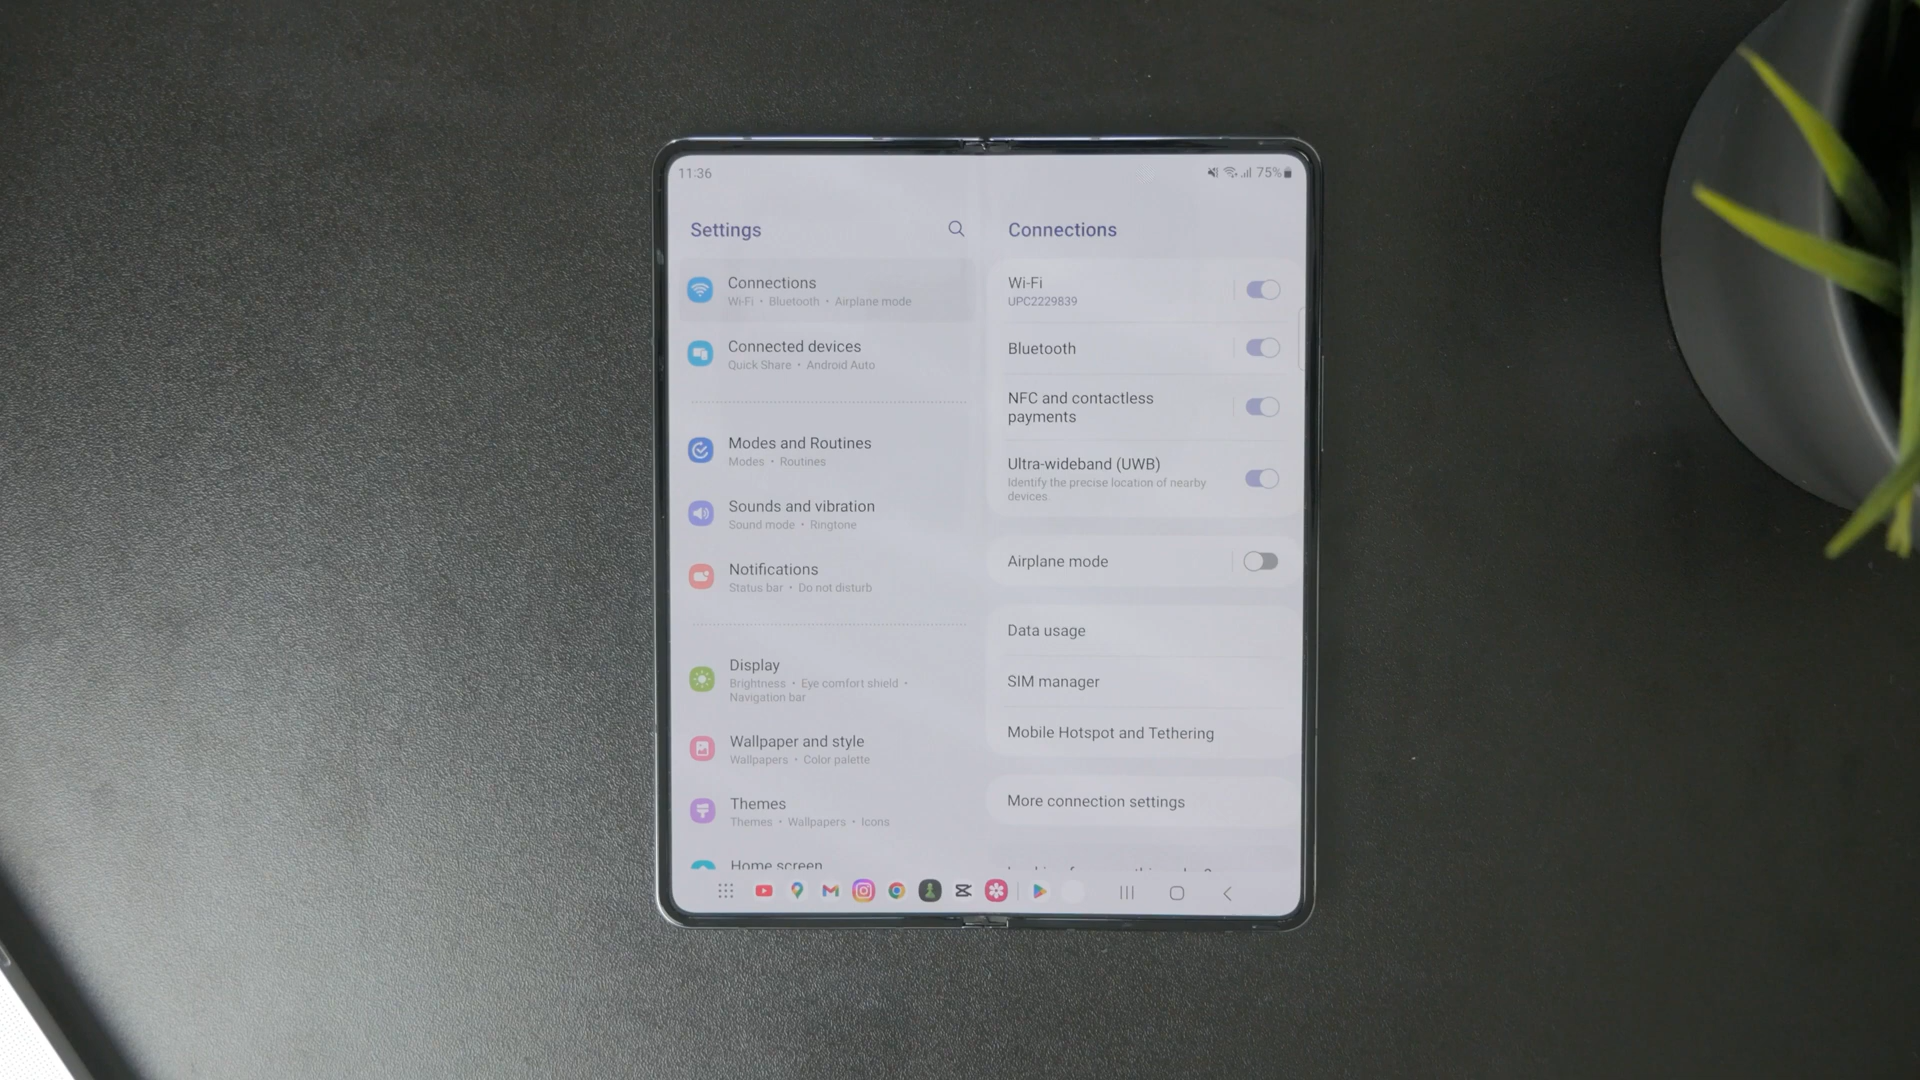 11:36
75%
Settings
Connections
Wi-Fi • Bluetooth • Airplane mode
Connected devices
Quick Share • Android Auto
Modes and Routines
Modes • Routines
Sounds and vibration
Sound mode • Ringtone
Notifications
Status bar • Do not disturb
Display
Brightness • Eye comfort shield •
Navigation bar
Wallpaper and style
Wallpapers • Color palette
Themes
Themes • Wallpapers • Icons
Home screen
Connections
Wi-Fi
UPC2229839
Bluetooth
NFC and contactless
payments
Ultra-wideband (UWB)
Identify the precise location of nearby
devices.
Airplane mode
Data usage
SIM manager
Mobile Hotspot and Tethering
More connection settings